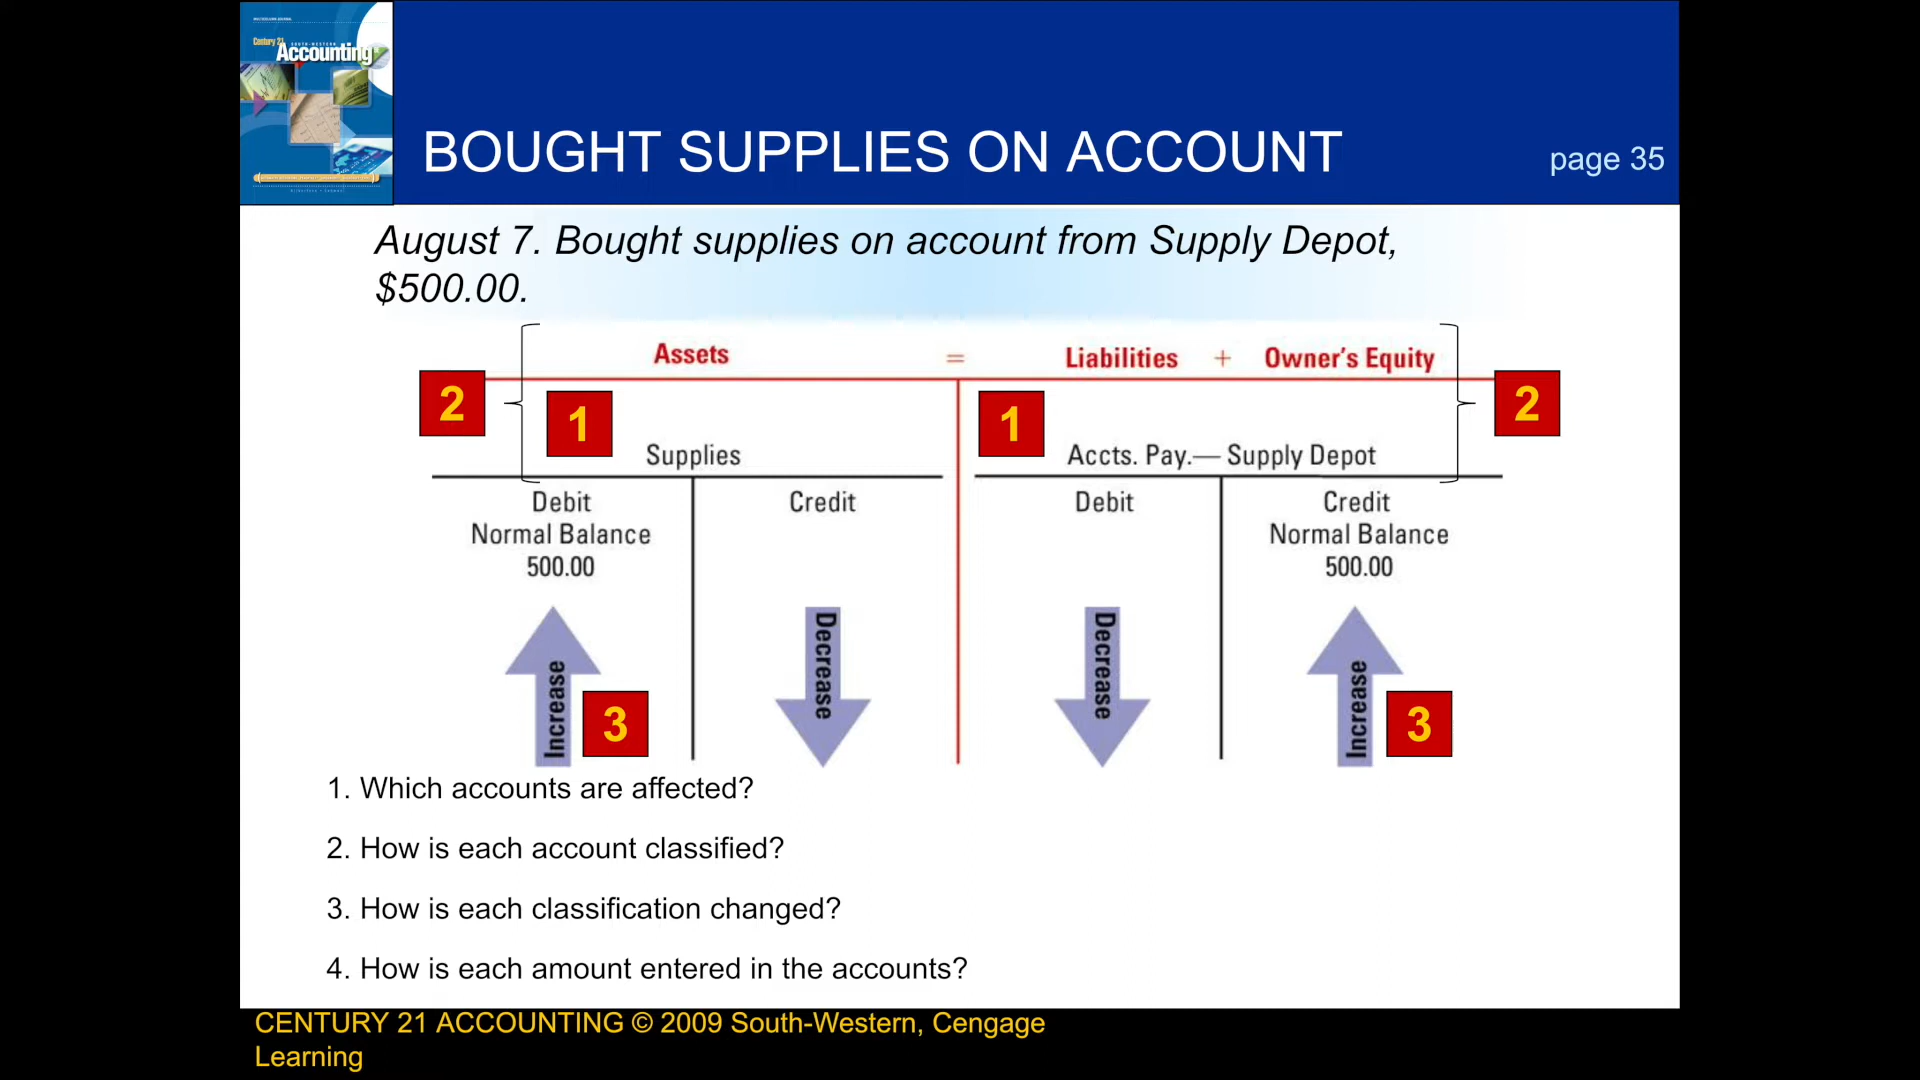 Century 21
SOUTH-WESTERN
Accounting
BOUGHT SUPPLIES ON ACCOUNT
page 35
August 7. Bought supplies on account from Supply Depot,
$500.00.
Assets = Liabilities + Owner's Equity
2 1 1 2
Supplies Accts. Pay.— Supply Depot
Debit Credit Debit Credit
Normal Balance Normal Balance
500.00 500.00
Increase Decrease Decrease Increase
3 3
1. Which accounts are affected?
2. How is each account classified?
3. How is each classification changed?
4. How is each amount entered in the accounts?
CENTURY 21 ACCOUNTING © 2009 South-Western, Cengage
Learning